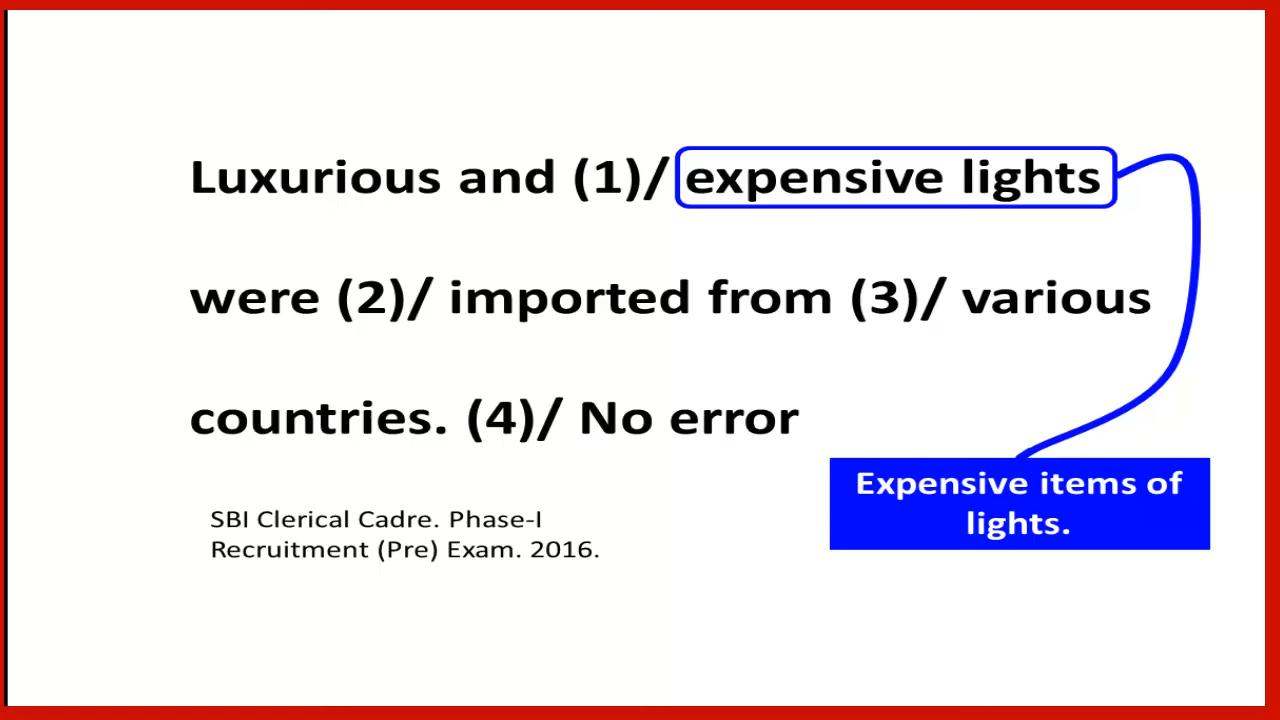 Luxurious and (1)/ expensive lights
were (2)/ imported from (3)/ various
countries. (4)/ No error
Expensive items of
lights.
SBI Clerical Cadre. Phase-I
Recruitment (Pre) Exam. 2016.